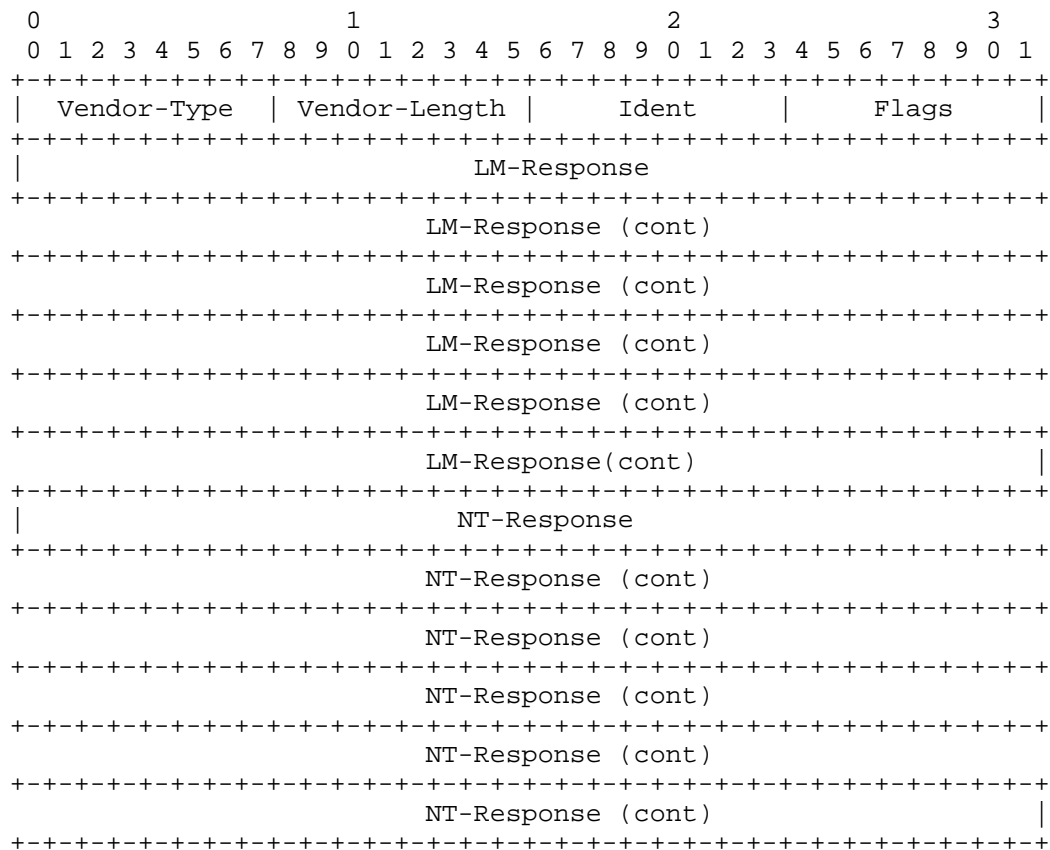 0                   1                   2                   3
 0 1 2 3 4 5 6 7 8 9 0 1 2 3 4 5 6 7 8 9 0 1 2 3 4 5 6 7 8 9 0 1
+-+-+-+-+-+-+-+-+-+-+-+-+-+-+-+-+-+-+-+-+-+-+-+-+-+-+-+-+-+-+-+-+
|  Vendor-Type  | Vendor-Length |     Ident     |     Flags     |
+-+-+-+-+-+-+-+-+-+-+-+-+-+-+-+-+-+-+-+-+-+-+-+-+-+-+-+-+-+-+-+-+
|                            LM-Response
+-+-+-+-+-+-+-+-+-+-+-+-+-+-+-+-+-+-+-+-+-+-+-+-+-+-+-+-+-+-+-+-+
                          LM-Response (cont)
+-+-+-+-+-+-+-+-+-+-+-+-+-+-+-+-+-+-+-+-+-+-+-+-+-+-+-+-+-+-+-+-+
                          LM-Response (cont)
+-+-+-+-+-+-+-+-+-+-+-+-+-+-+-+-+-+-+-+-+-+-+-+-+-+-+-+-+-+-+-+-+
                          LM-Response (cont)
+-+-+-+-+-+-+-+-+-+-+-+-+-+-+-+-+-+-+-+-+-+-+-+-+-+-+-+-+-+-+-+-+
                          LM-Response (cont)
+-+-+-+-+-+-+-+-+-+-+-+-+-+-+-+-+-+-+-+-+-+-+-+-+-+-+-+-+-+-+-+-+
                          LM-Response(cont)                     |
+-+-+-+-+-+-+-+-+-+-+-+-+-+-+-+-+-+-+-+-+-+-+-+-+-+-+-+-+-+-+-+-+
|                           NT-Response
+-+-+-+-+-+-+-+-+-+-+-+-+-+-+-+-+-+-+-+-+-+-+-+-+-+-+-+-+-+-+-+-+
                          NT-Response (cont)
+-+-+-+-+-+-+-+-+-+-+-+-+-+-+-+-+-+-+-+-+-+-+-+-+-+-+-+-+-+-+-+-+
                          NT-Response (cont)
+-+-+-+-+-+-+-+-+-+-+-+-+-+-+-+-+-+-+-+-+-+-+-+-+-+-+-+-+-+-+-+-+
                          NT-Response (cont)
+-+-+-+-+-+-+-+-+-+-+-+-+-+-+-+-+-+-+-+-+-+-+-+-+-+-+-+-+-+-+-+-+
                          NT-Response (cont)
+-+-+-+-+-+-+-+-+-+-+-+-+-+-+-+-+-+-+-+-+-+-+-+-+-+-+-+-+-+-+-+-+
                          NT-Response (cont)                    |
+-+-+-+-+-+-+-+-+-+-+-+-+-+-+-+-+-+-+-+-+-+-+-+-+-+-+-+-+-+-+-+-+